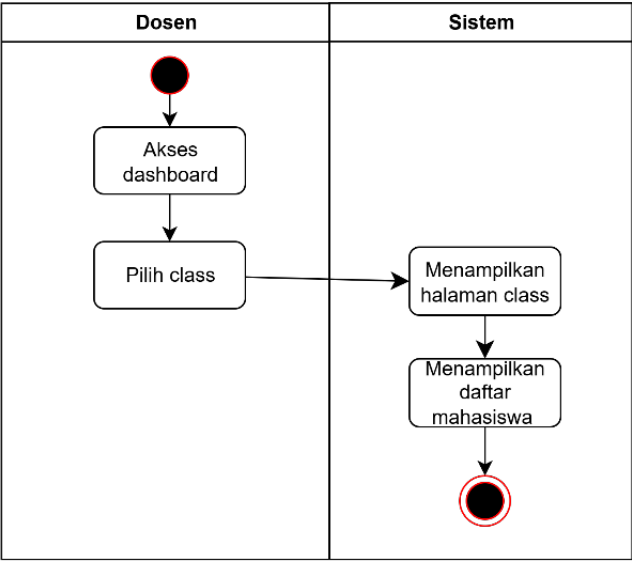 Dosen
Sistem
Akses
dashboard
Pilih class
Menampilkan
halaman class
Menampilkan
daftar
mahasiswa